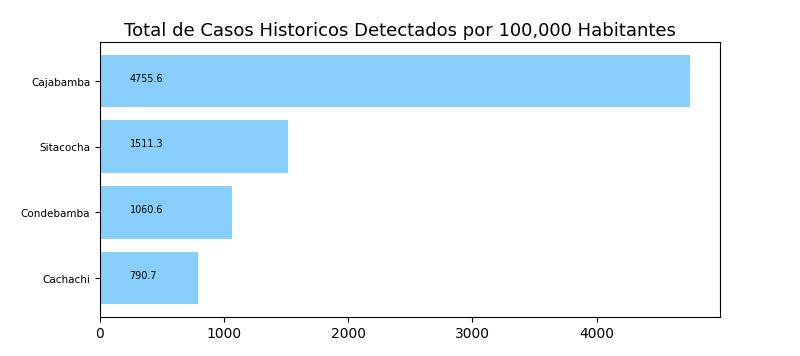 Total de Casos Historicos Detectados por 100,000 Habitantes
Cajabamba 4755.6
Sitacocha 1511.3
Condebamba 1060.6
Cachachi 790.7
0 1000 2000 3000 4000